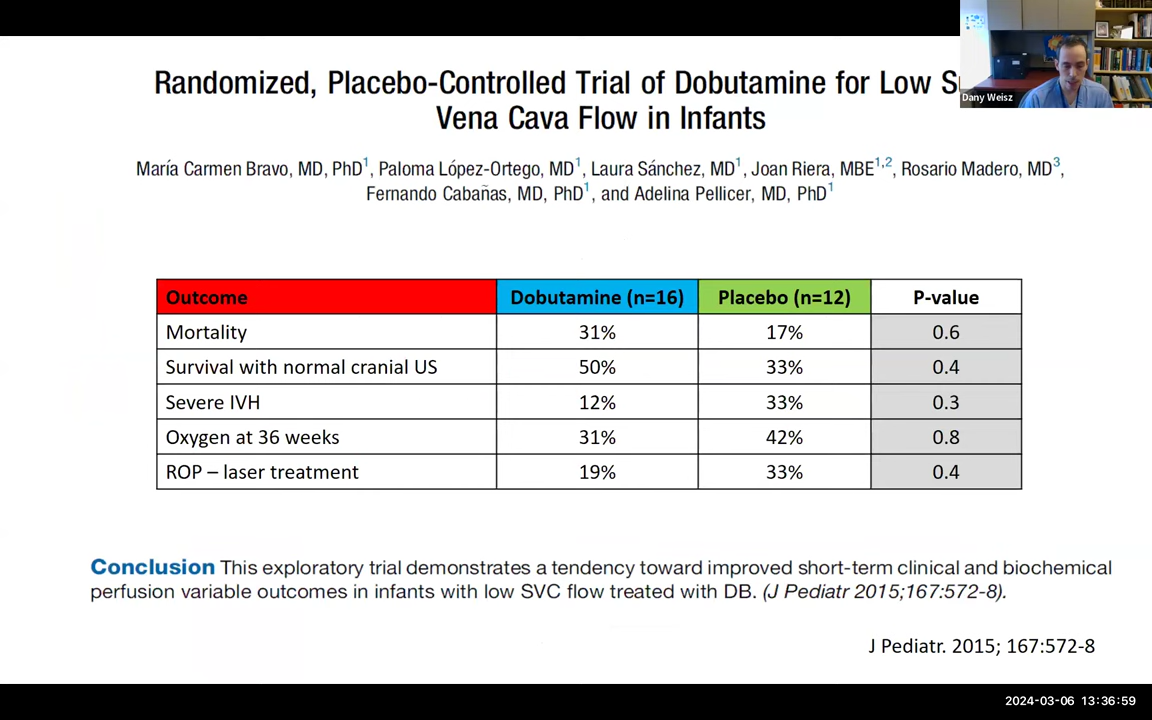 Randomized, Placebo-Controlled Trial of Dobutamine for Low
Vena Cava Flow in Infants
Dany Weisz
María Carmen Bravo, MD, PhD1, Paloma López-Ortego, MD1, Laura Sánchez, MD1, Joan Riera, MBE1,2, Rosario Madero, MD3,
Fernando Cabañas, MD, PhD1, and Adelina Pellicer, MD, PhD1
Outcome Dobutamine (n=16) Placebo (n=12) P-value
Mortality 31% 17% 0.6
Survival with normal cranial US 50% 33% 0.4
Severe IVH 12% 33% 0.3
Oxygen at 36 weeks 31% 42% 0.8
ROP – laser treatment 19% 33% 0.4
Conclusion This exploratory trial demonstrates a tendency toward improved short-term clinical and biochemical
perfusion variable outcomes in infants with low SVC flow treated with DB. (J Pediatr 2015;167:572-8).
J Pediatr. 2015; 167:572-8
2024-03-06 13:36:59